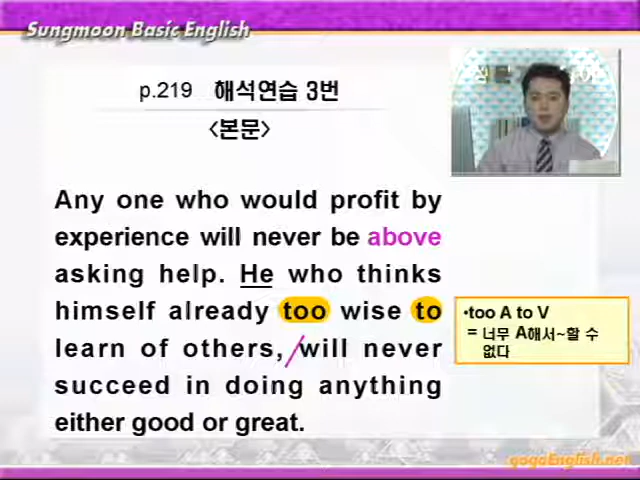 Sungmoon Basic English
p.219 해석연습 3번
<본문>
Any one who would profit by
experience will never be above
asking help. He who thinks
himself already too wise to
learn of others, will never
succeed in doing anything
either good or great.
•too A to V
= 너무 A해서~할 수
없다
gogoEnglish.net